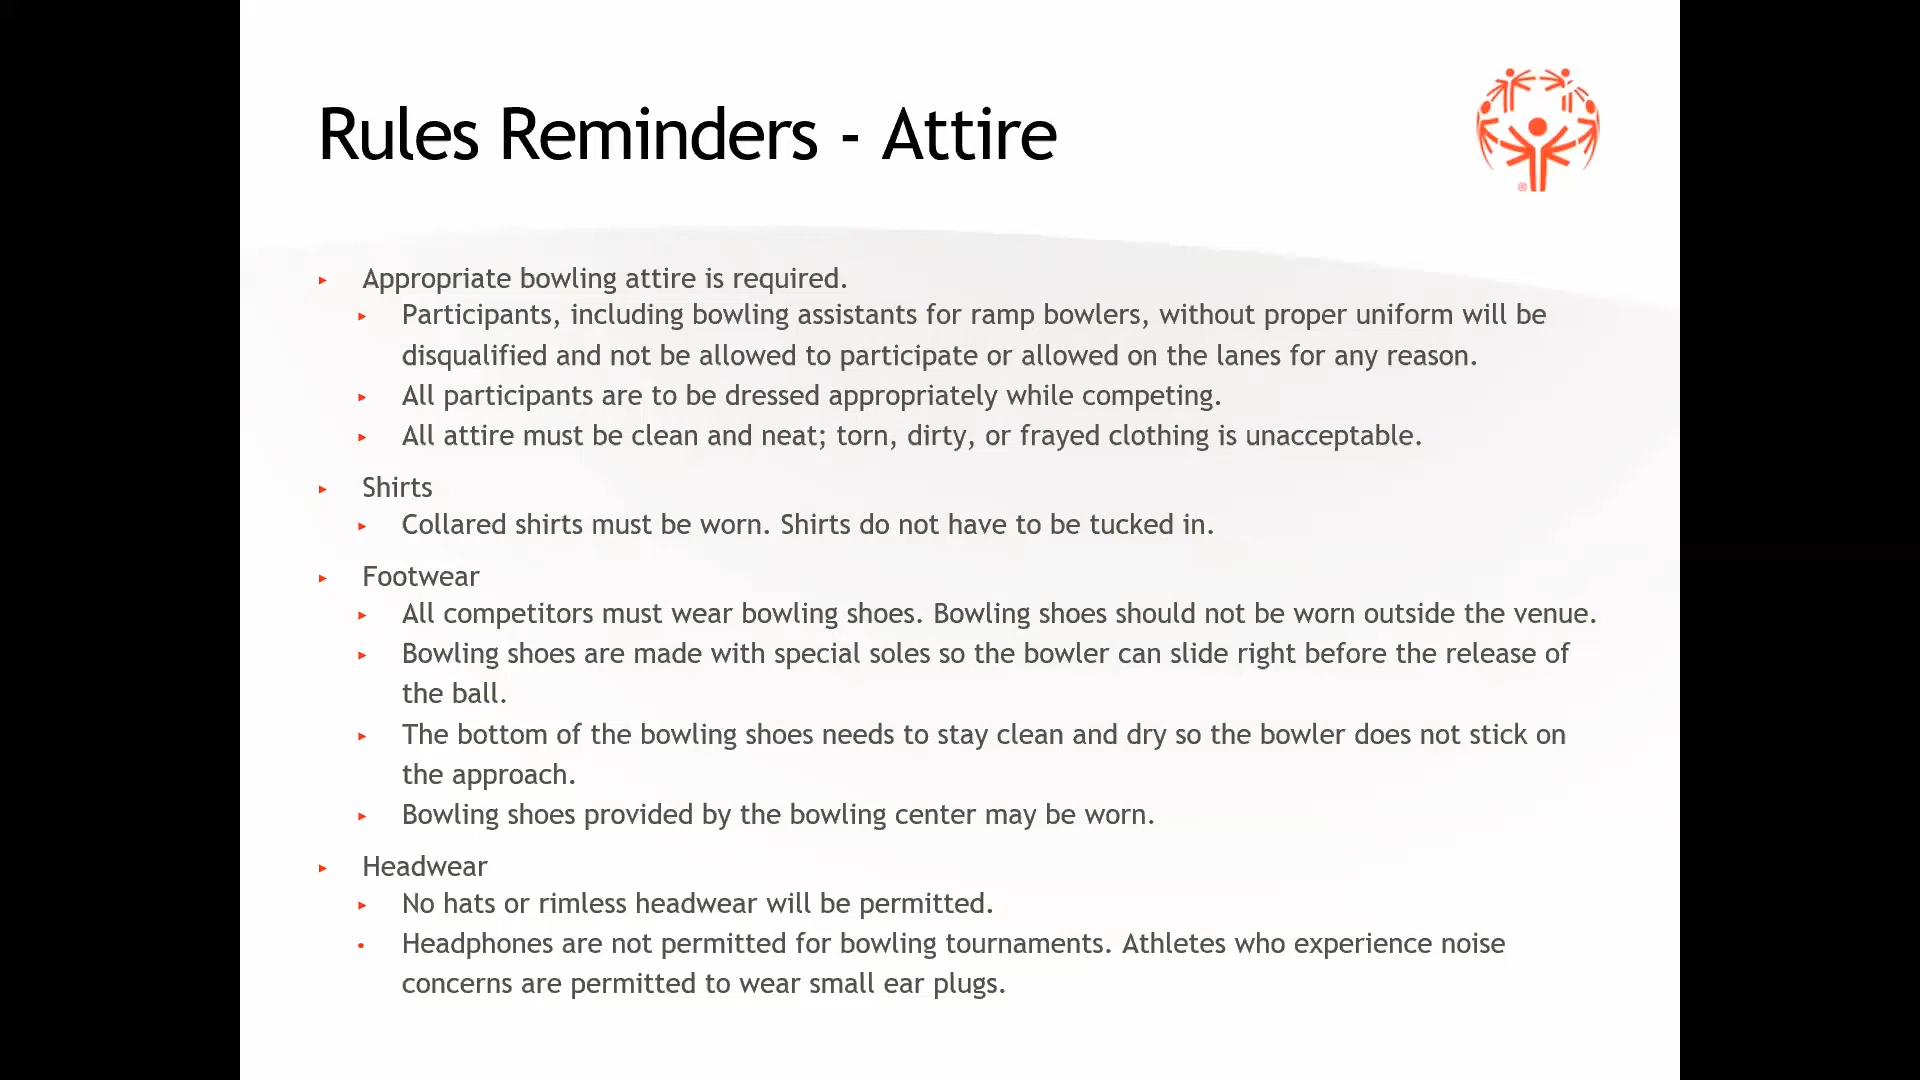 Rules Reminders - Attire
®
Appropriate bowling attire is required.
Participants, including bowling assistants for ramp bowlers, without proper uniform will be
disqualified and not be allowed to participate or allowed on the lanes for any reason.
All participants are to be dressed appropriately while competing.
All attire must be clean and neat; torn, dirty, or frayed clothing is unacceptable.
Shirts
Collared shirts must be worn. Shirts do not have to be tucked in.
Footwear
All competitors must wear bowling shoes. Bowling shoes should not be worn outside the venue.
Bowling shoes are made with special soles so the bowler can slide right before the release of
the ball.
The bottom of the bowling shoes needs to stay clean and dry so the bowler does not stick on
the approach.
Bowling shoes provided by the bowling center may be worn.
Headwear
No hats or rimless headwear will be permitted.
Headphones are not permitted for bowling tournaments. Athletes who experience noise
concerns are permitted to wear small ear plugs.